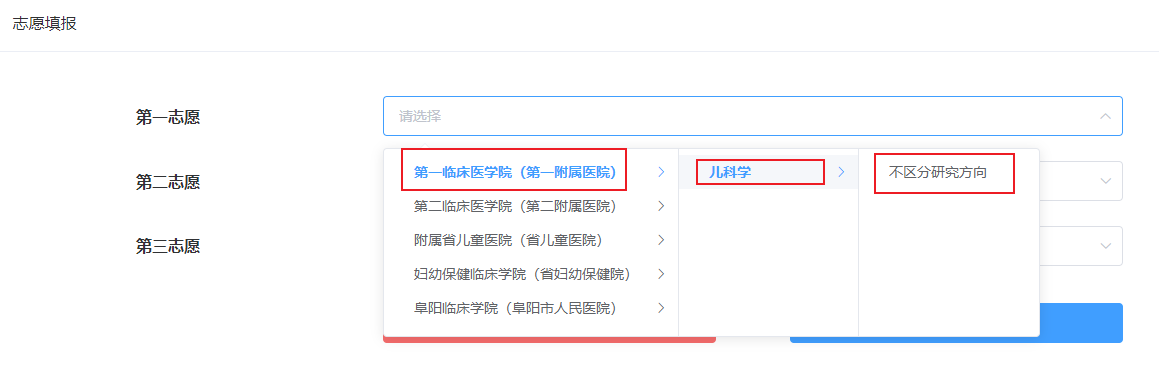 志愿填报
第一志愿
请选择
第一临床医学院（第一附属医院）
儿科学
不区分研究方向
第二志愿
第二临床医学院（第二附属医院）
附属省儿童医院（省儿童医院）
第三志愿
妇幼保健临床学院（省妇幼保健院）
阜阳临床学院（阜阳市人民医院）